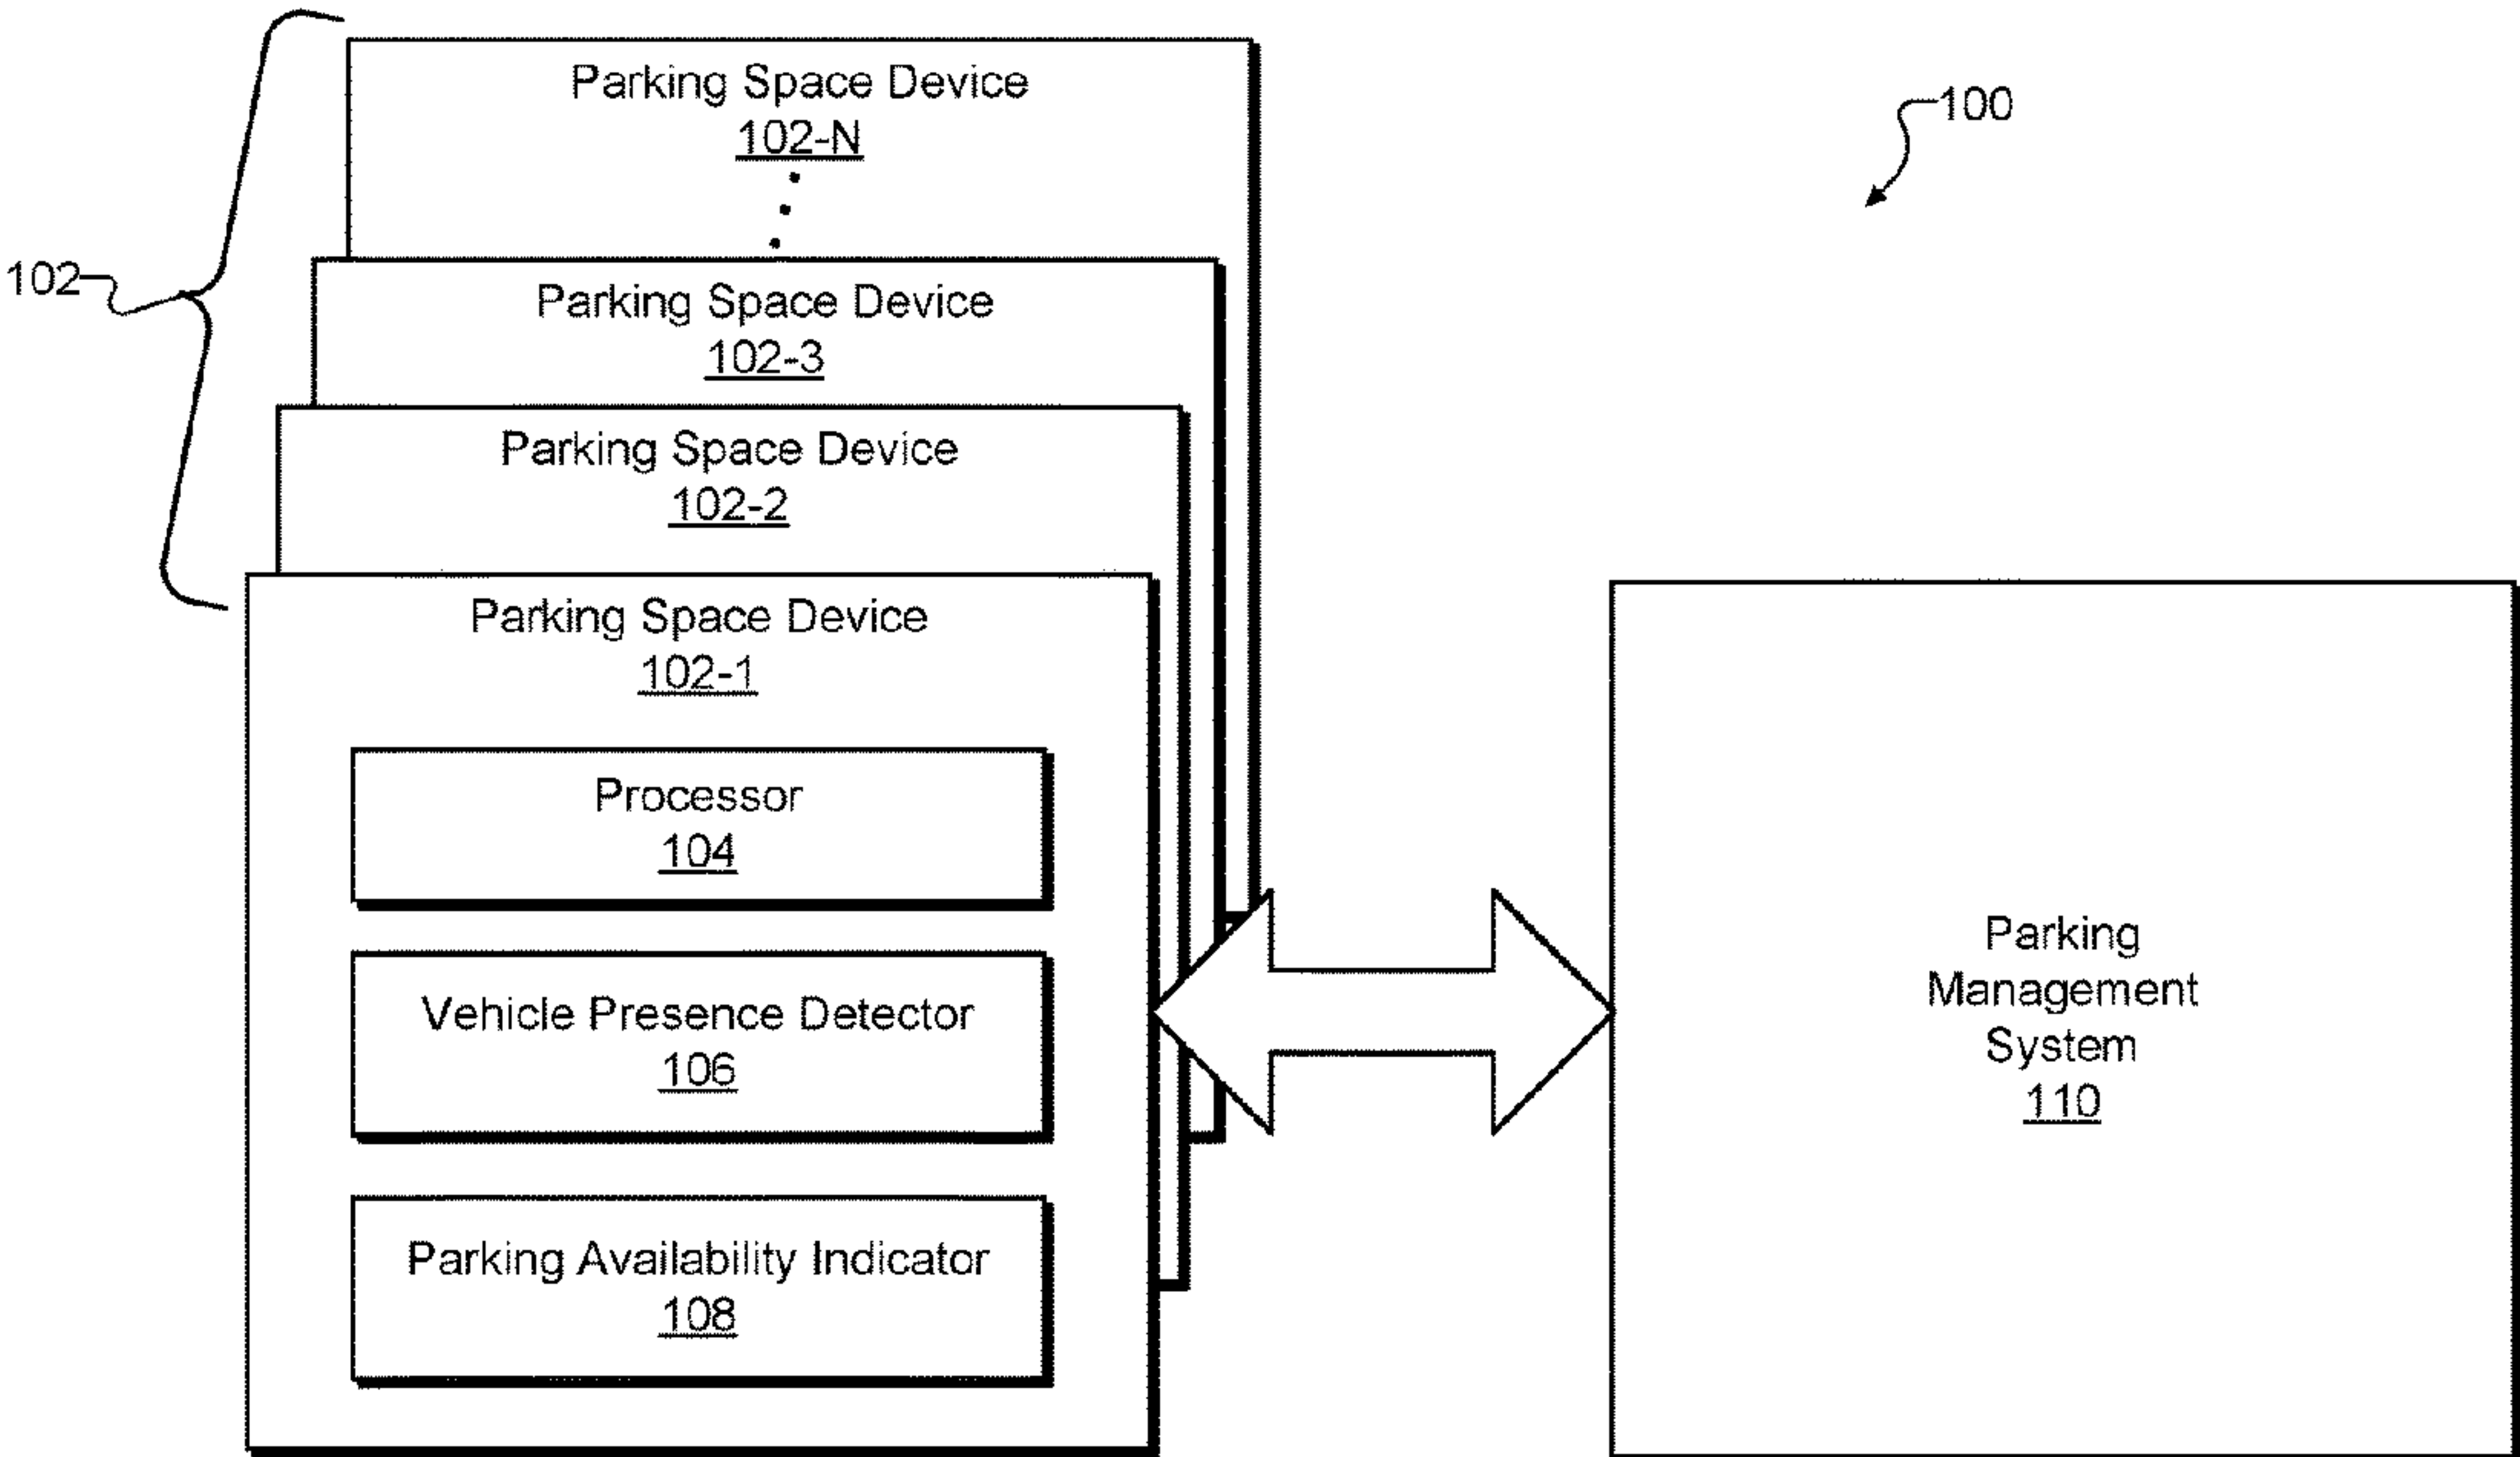 Parking Space Device
102-N
100
102
Parking Space Device
102-3
Parking Space Device
102-2
Parking Space Device
102-1
Processor
104
Vehicle Presence Detector
106
Parking Availability Indicator
108
Parking
Management
System
110